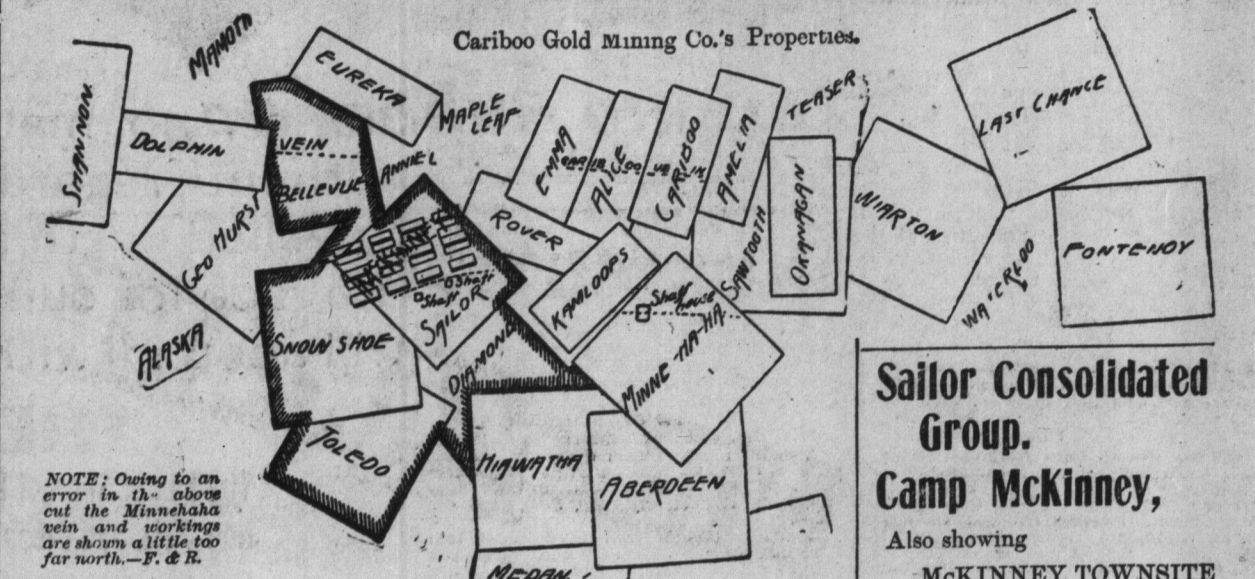 Cariboo Gold Mining Co.'s Properties.
MAMOTH
EUREKA
MAPLE
LEAF
SHANNON
DOLPHIN
VEIN
BELLEVUE
ANNIE L
GEO HURST
ALASKA
SNOW SHOE
TOLEDO
McKINNEY
Shaft
Shaft
SAILOR
DIAMOND
ROVER
EMMA
ALICE
CARIBOO
AMELIA
TEASER
SAWTOOTH
OKANAGAN
WIARTON
LAST CHANCE
WATERLOO
FONTENOY
KAMLOOPS
Shaft
house
MINNE-HA-HA
HIAWATHA
ABERDEEN
NOTE: Owing to an
error in the above
cut the Minnehaha
vein and workings
are shown a little too
far north.—F. & R.
Sailor Consolidated
Group.
Camp McKinney,
Also showing
McKINNEY TOWNSITE